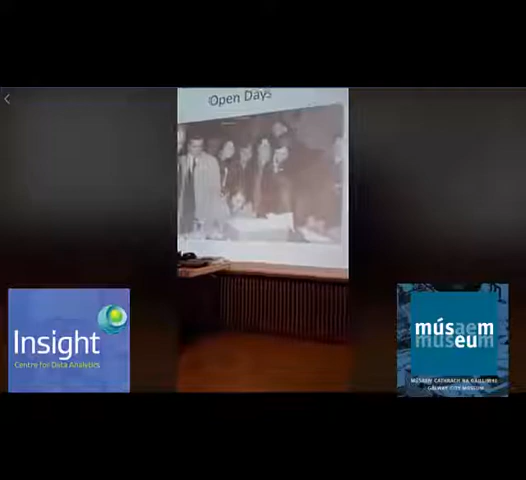 Open Days
Insight
Centre for Data Analytics
músaem
museum
MÚSAEM CATHRACH NA GAILLIMHE
GALWAY CITY MUSEUM